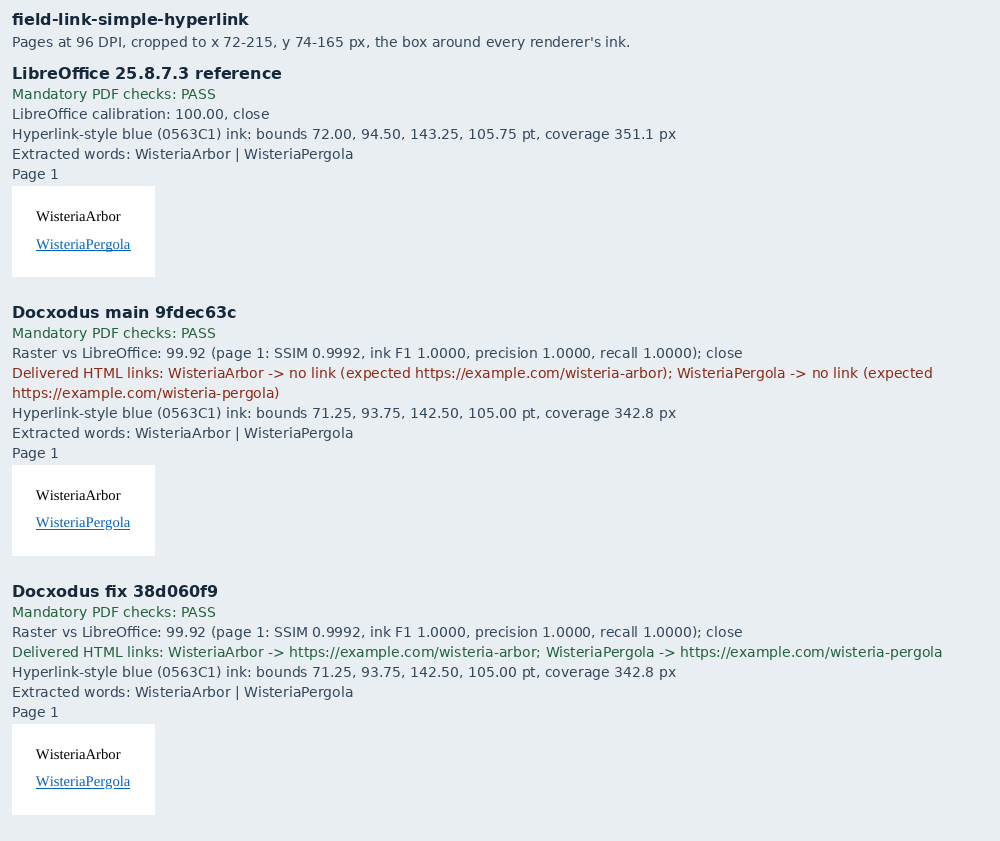 field-link-simple-hyperlink
Pages at 96 DPI, cropped to x 72-215, y 74-165 px, the box around every renderer's ink.
LibreOffice 25.8.7.3 reference
Mandatory PDF checks: PASS
LibreOffice calibration: 100.00, close
Hyperlink-style blue (0563C1) ink: bounds 72.00, 94.50, 143.25, 105.75 pt, coverage 351.1 px
Extracted words: WisteriaArbor | WisteriaPergola
Page 1
WisteriaArbor
WisteriaPergola
Docxodus main 9fdec63c
Mandatory PDF checks: PASS
Raster vs LibreOffice: 99.92 (page 1: SSIM 0.9992, ink F1 1.0000, precision 1.0000, recall 1.0000); close
Delivered HTML links: WisteriaArbor -> no link (expected https://example.com/wisteria-arbor); WisteriaPergola -> no link (expected
https://example.com/wisteria-pergola)
Hyperlink-style blue (0563C1) ink: bounds 71.25, 93.75, 142.50, 105.00 pt, coverage 342.8 px
Extracted words: WisteriaArbor | WisteriaPergola
Page 1
WisteriaArbor
WisteriaPergola
Docxodus fix 38d060f9
Mandatory PDF checks: PASS
Raster vs LibreOffice: 99.92 (page 1: SSIM 0.9992, ink F1 1.0000, precision 1.0000, recall 1.0000); close
Delivered HTML links: WisteriaArbor -> https://example.com/wisteria-arbor; WisteriaPergola -> https://example.com/wisteria-pergola
Hyperlink-style blue (0563C1) ink: bounds 71.25, 93.75, 142.50, 105.00 pt, coverage 342.8 px
Extracted words: WisteriaArbor | WisteriaPergola
Page 1
WisteriaArbor
WisteriaPergola